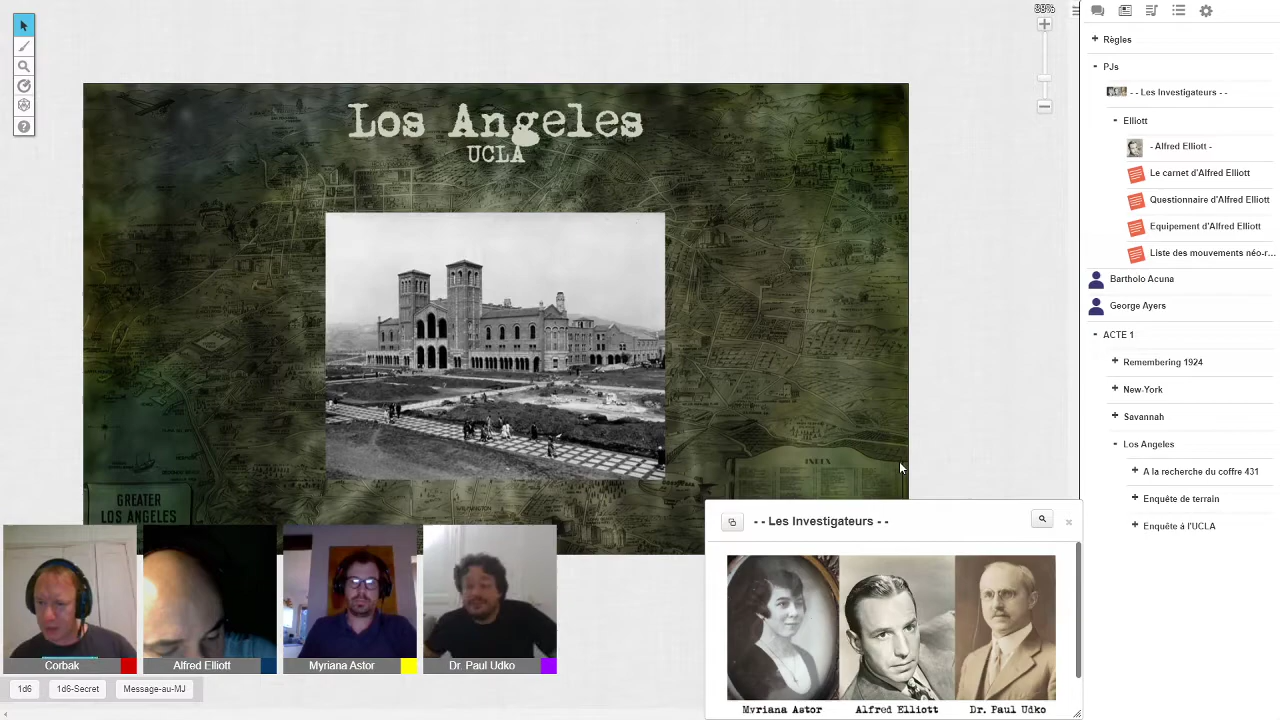 88%
Los Angeles
UCLA
GREATER
LOS ANGELES
INDEX
Corbak
Alfred Elliott
Myriana Astor
Dr. Paul Udko
1d6
1d6-Secret
Message-au-MJ
- - Les Investigateurs - -
Myriana Astor
Alfred Elliott
Dr. Paul Udko
Règles
PJs
- - Les Investigateurs - -
Elliott
- Alfred Elliott -
Le carnet d'Alfred Elliott
Questionnaire d'Alfred Elliott
Equipement d'Alfred Elliott
Liste des mouvements néo-r...
Bartholo Acuna
George Ayers
ACTE 1
Remembering 1924
New-York
Savannah
Los Angeles
A la recherche du coffre 431
Enquête de terrain
Enquête à l'UCLA